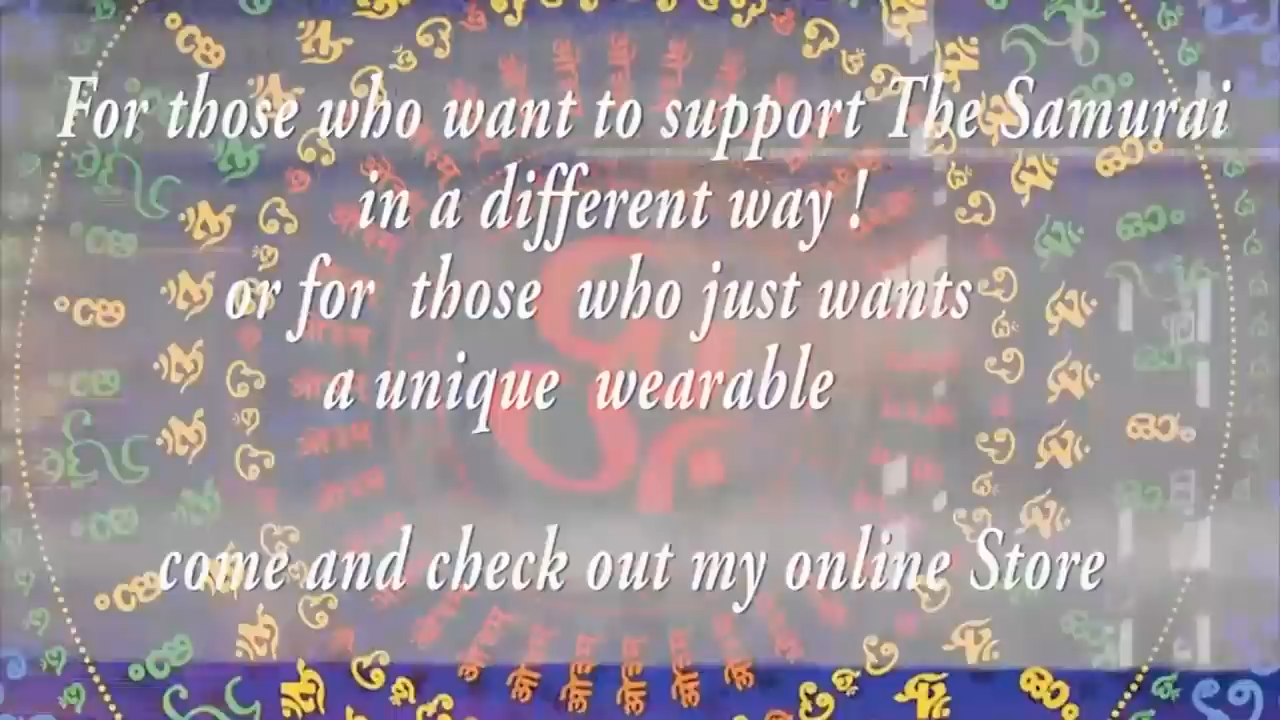 For those who want to support The Samurai
in a different way !
or for those who just wants
a unique wearable
come and check out my online Store